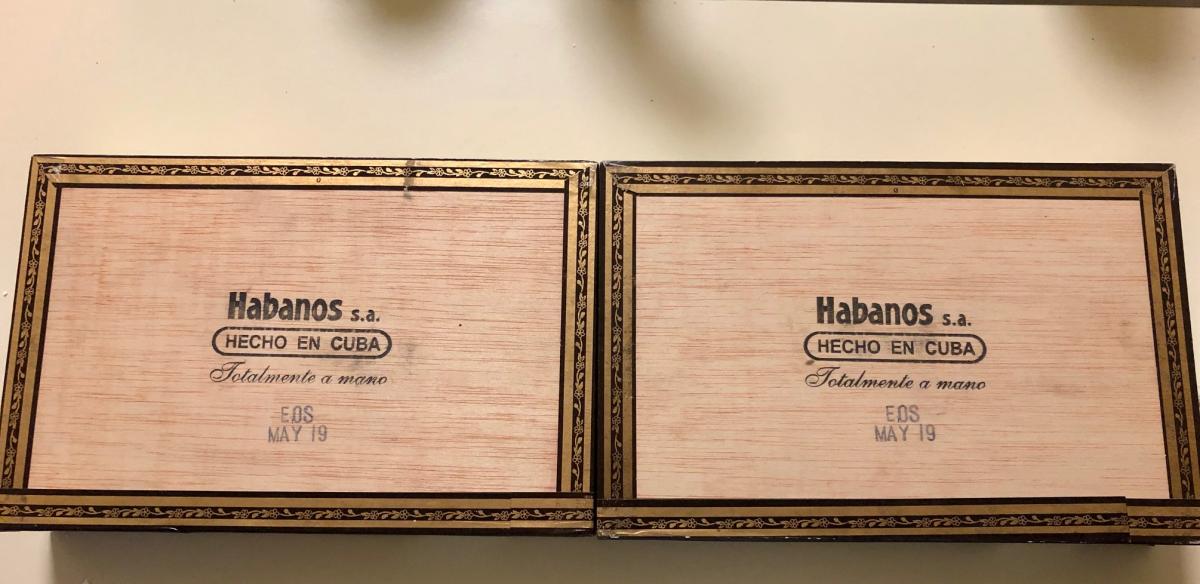 Habanos s.a.
HECHO EN CUBA
Totalmente a mano
EOS
MAY 19
Habanos s.a.
HECHO EN CUBA
Totalmente a mano
EOS
MAY 19